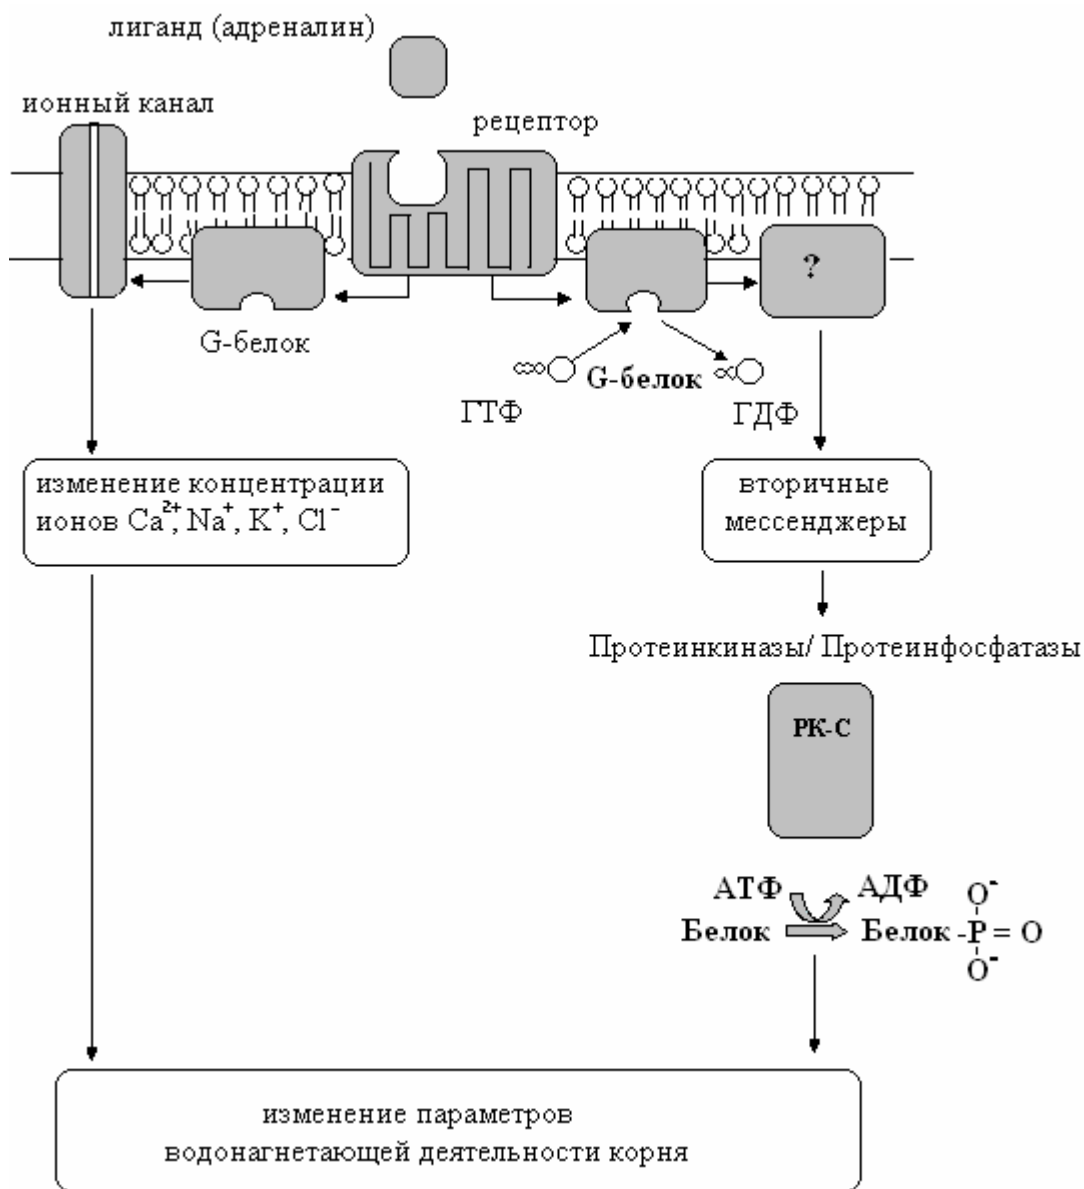 лиганд (адреналин)
ионный канал
рецептор
?
G-белок
G-белок
ГТФ
ГДФ
изменение концентрации
ионов Ca²⁺, Na⁺, K⁺, Cl⁻
вторичные
мессенджеры
Протеинкиназы/ Протеинфосфатазы
РК-С
АТФ АДФ O⁻
Белок Белок -P = O
O⁻
изменение параметров
водонагнетающей деятельности корня